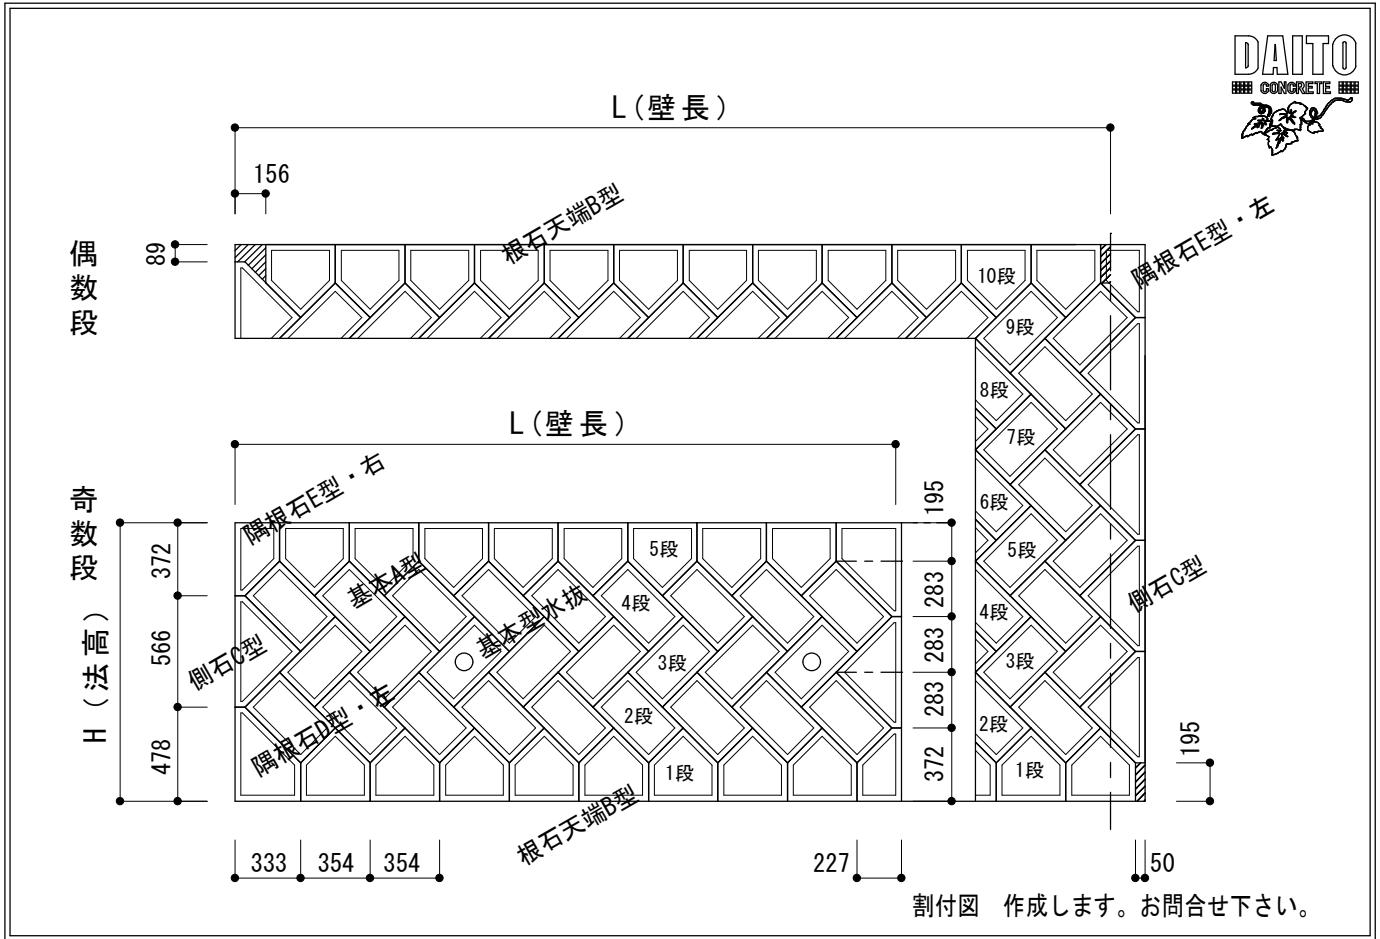 DAITO
CONCRETE
L(壁長)
156
根石天端B型
隅根石E型・左
偶数段
89
10段
9段
8段
7段
6段
5段
4段
3段
2段
1段
L(壁長)
隅根石E型・右
奇数段
H(法高)
372
566
478
基本A型
基本型水抜
側石C型
隅根石D型・左
5段
4段
3段
2段
1段
195
283
283
283
372
側石C型
195
根石天端B型
333
354
354
227
50
割付図 作成します。お問合せ下さい。